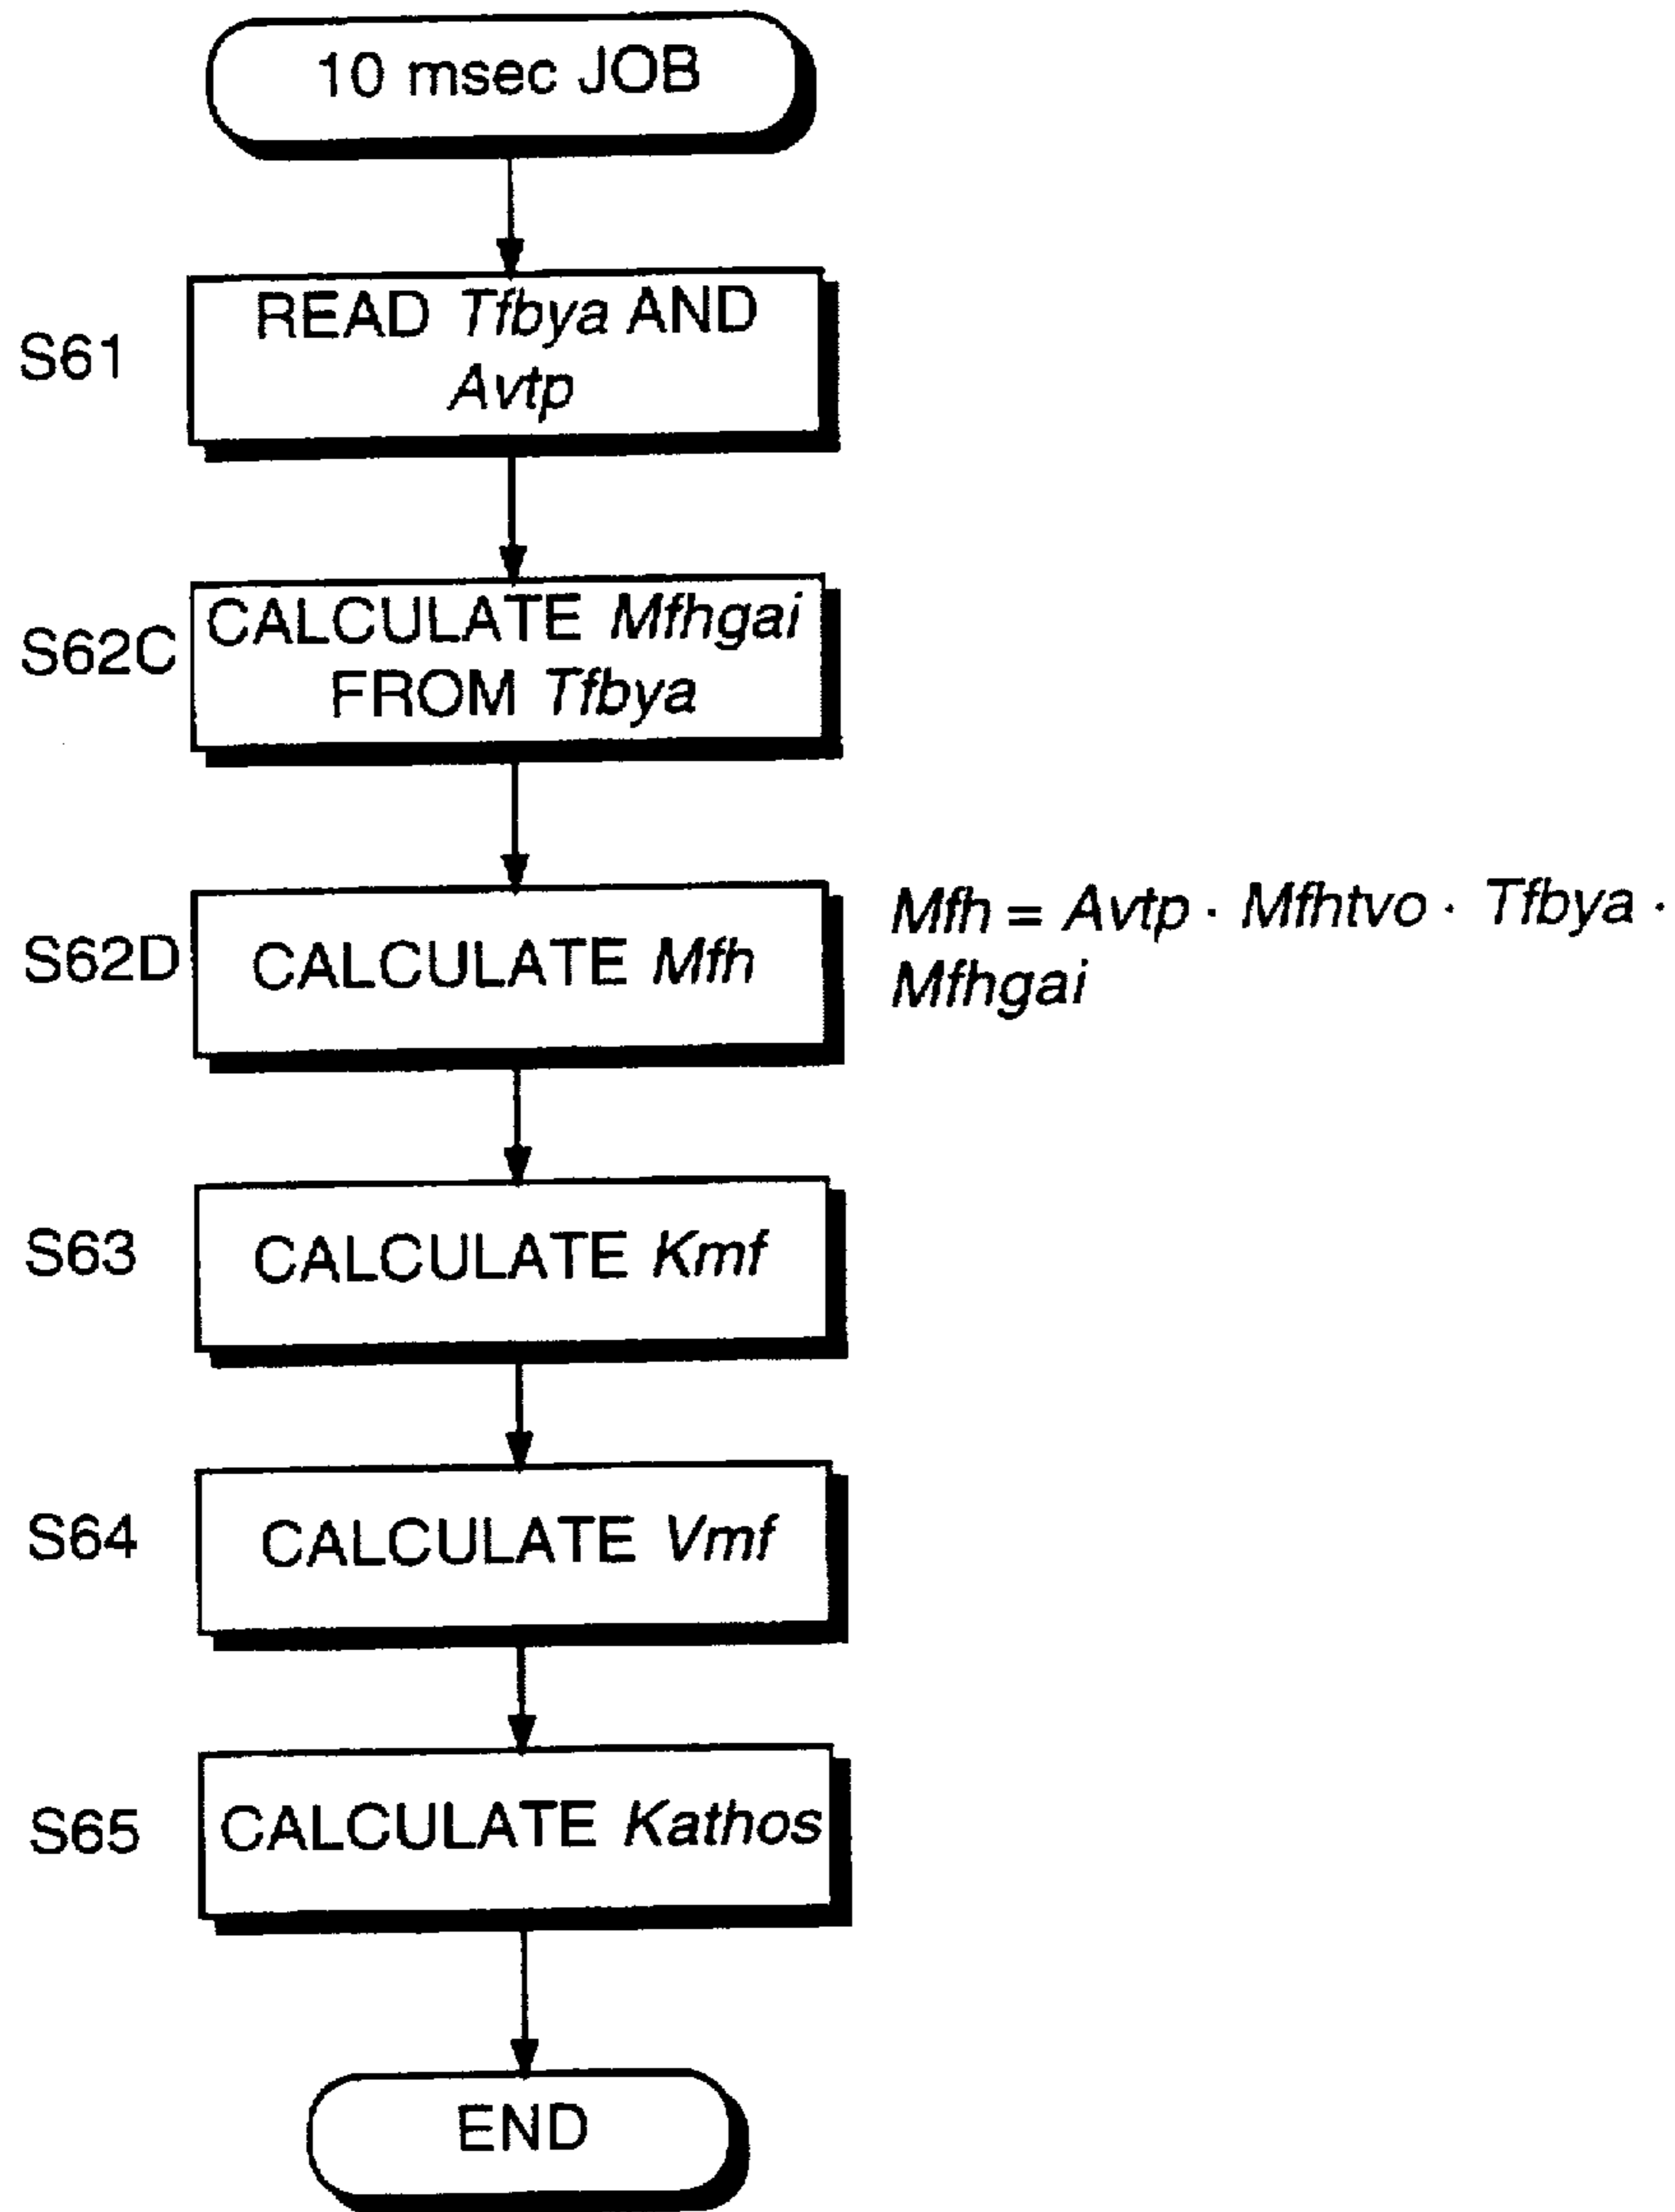 10 msec JOB
S61
READ Tfbya AND
Avtp
S62C
CALCULATE Mfhgai
FROM Tfbya
S62D
CALCULATE Mfh
Mfh = Avtp · Mfhtvo · Tfbya ·
Mfhgai
S63
CALCULATE Kmf
S64
CALCULATE Vmf
S65
CALCULATE Kathos
END